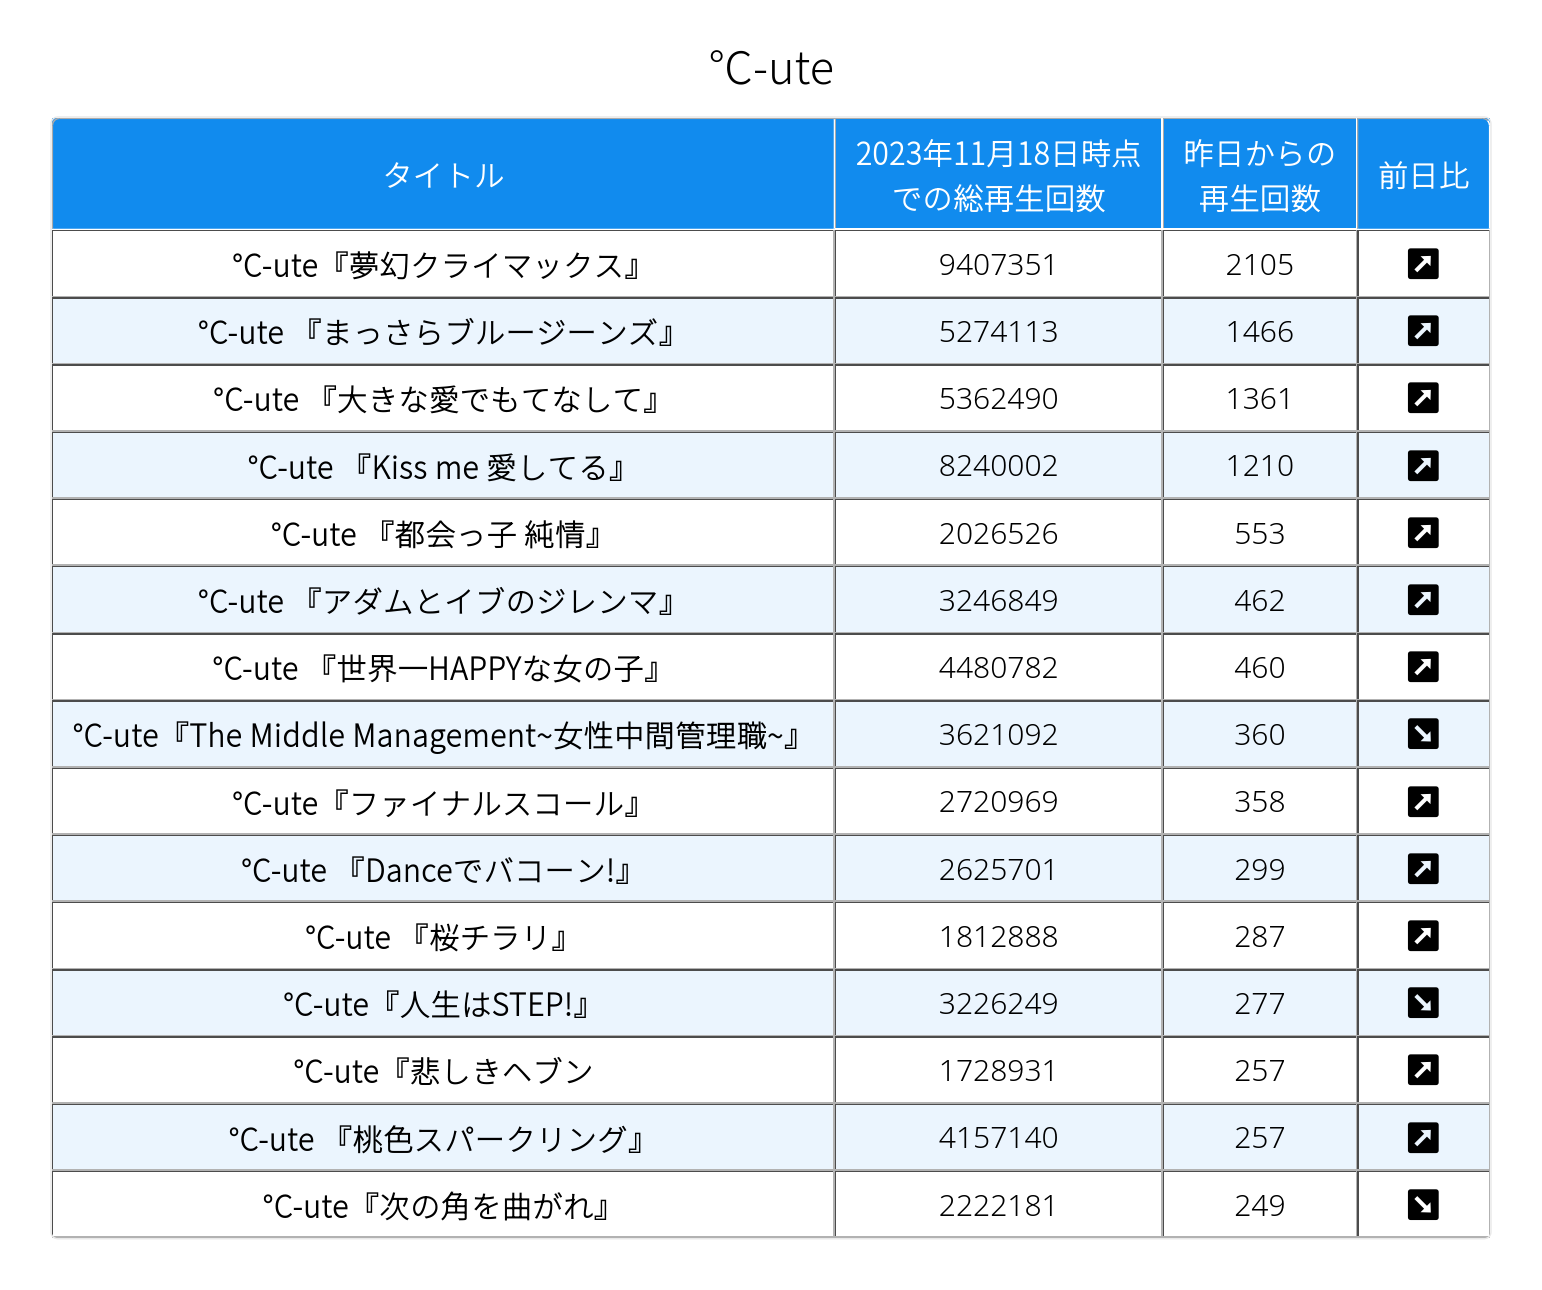 ℃-ute
タイトル
2023年11月18日時点
での総再生回数
昨日からの
再生回数
前日比
℃-ute『夢幻クライマックス』 9407351 2105 ↗
℃-ute 『まっさらブルージーンズ』 5274113 1466 ↗
℃-ute 『大きな愛でもてなして』 5362490 1361 ↗
℃-ute 『Kiss me 愛してる』 8240002 1210 ↗
℃-ute 『都会っ子 純情』 2026526 553 ↗
℃-ute 『アダムとイブのジレンマ』 3246849 462 ↗
℃-ute 『世界一HAPPYな女の子』 4480782 460 ↗
℃-ute『The Middle Management~女性中間管理職~』 3621092 360 ↘
℃-ute『ファイナルスコール』 2720969 358 ↗
℃-ute 『Danceでバコーン!』 2625701 299 ↗
℃-ute 『桜チラリ』 1812888 287 ↗
℃-ute『人生はSTEP!』 3226249 277 ↘
℃-ute『悲しきヘブン 1728931 257 ↗
℃-ute 『桃色スパークリング』 4157140 257 ↗
℃-ute『次の角を曲がれ』 2222181 249 ↘